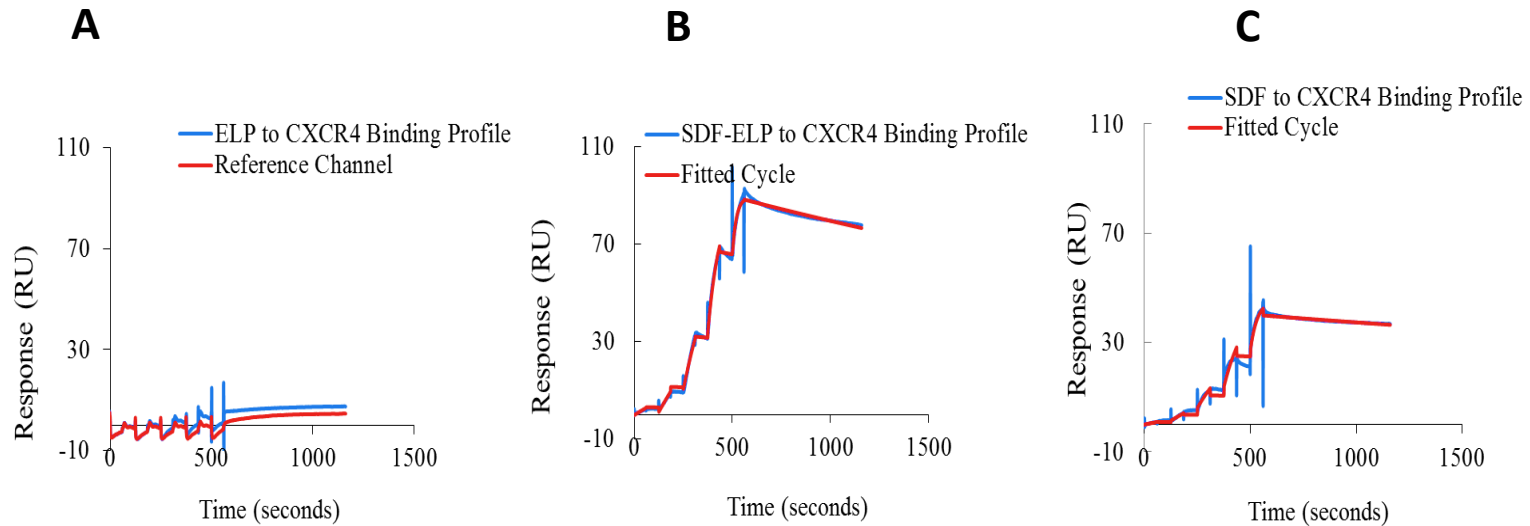 A
ELP to CXCR4 Binding Profile
Reference Channel
110
70
30
-10
0
500
1000
1500
Response (RU)
Time (seconds)
B
SDF-ELP to CXCR4 Binding Profile
Fitted Cycle
110
70
30
-10
0
500
1000
1500
Response (RU)
Time (seconds)
C
SDF to CXCR4 Binding Profile
Fitted Cycle
110
70
30
-10
0
500
1000
1500
Response (RU)
Time (seconds)